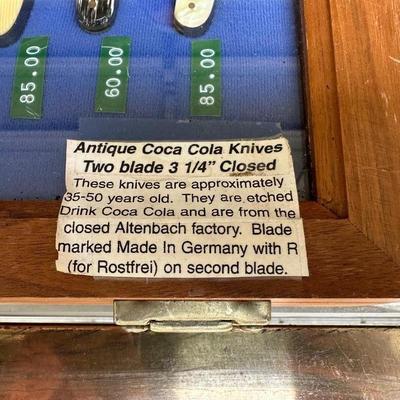 85.00
60.00
85.00
Antique Coca Cola Knives
Two blade 3 1/4" Closed
These knives are approximately
35-50 years old. They are etched
Drink Coca Cola and are from the
closed Altenbach factory. Blade
marked Made In Germany with R
(for Rostfrei) on second blade.